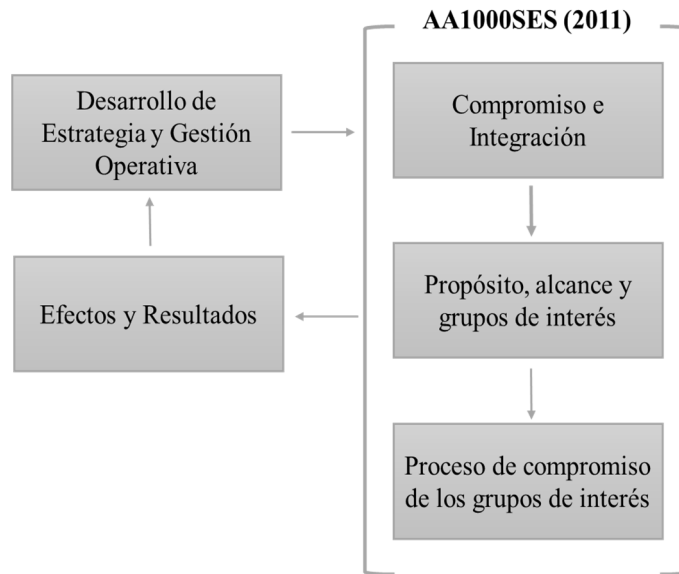 AA1000SES (2011)
Desarrollo de
Estrategia y Gestión
Operativa
Compromiso e
Integración
Efectos y Resultados
Propósito, alcance y
grupos de interés
Proceso de compromiso
de los grupos de interés